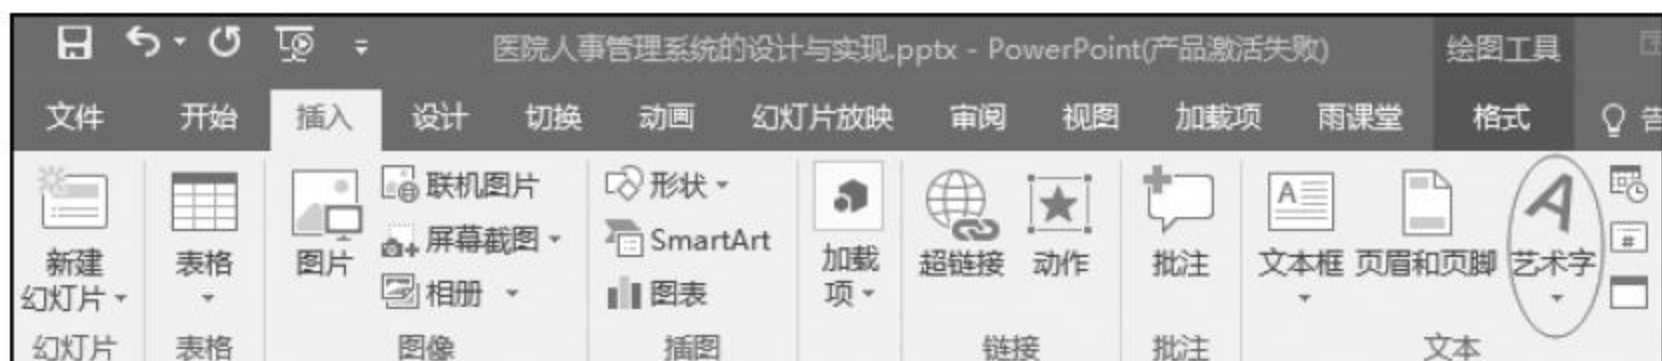 医院人事管理系统的设计与实现.pptx - PowerPoint(产品激活失败) 绘图工具
文件 开始 插入 设计 切换 动画 幻灯片放映 审阅 视图 加载项 雨课堂 格式
新建
幻灯片
幻灯片
表格
表格
图片
联机图片
屏幕截图
相册
图像
形状
SmartArt
图表
插图
加载
项
超链接 动作
链接
批注
批注
A
文本框 页眉和页脚 艺术字
#
文本